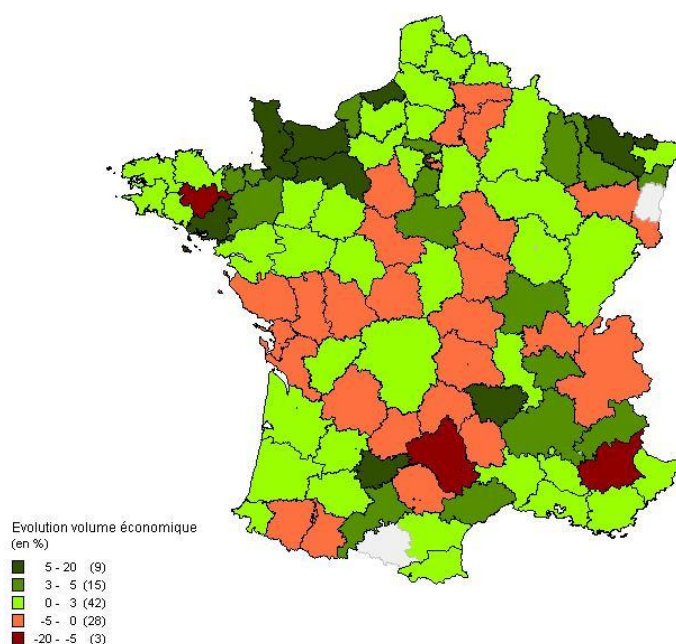 Evolution volume économique
(en %)
5 - 20 (9)
3 - 5 (15)
0 - 3 (42)
-5 - 0 (28)
-20 - -5 (3)